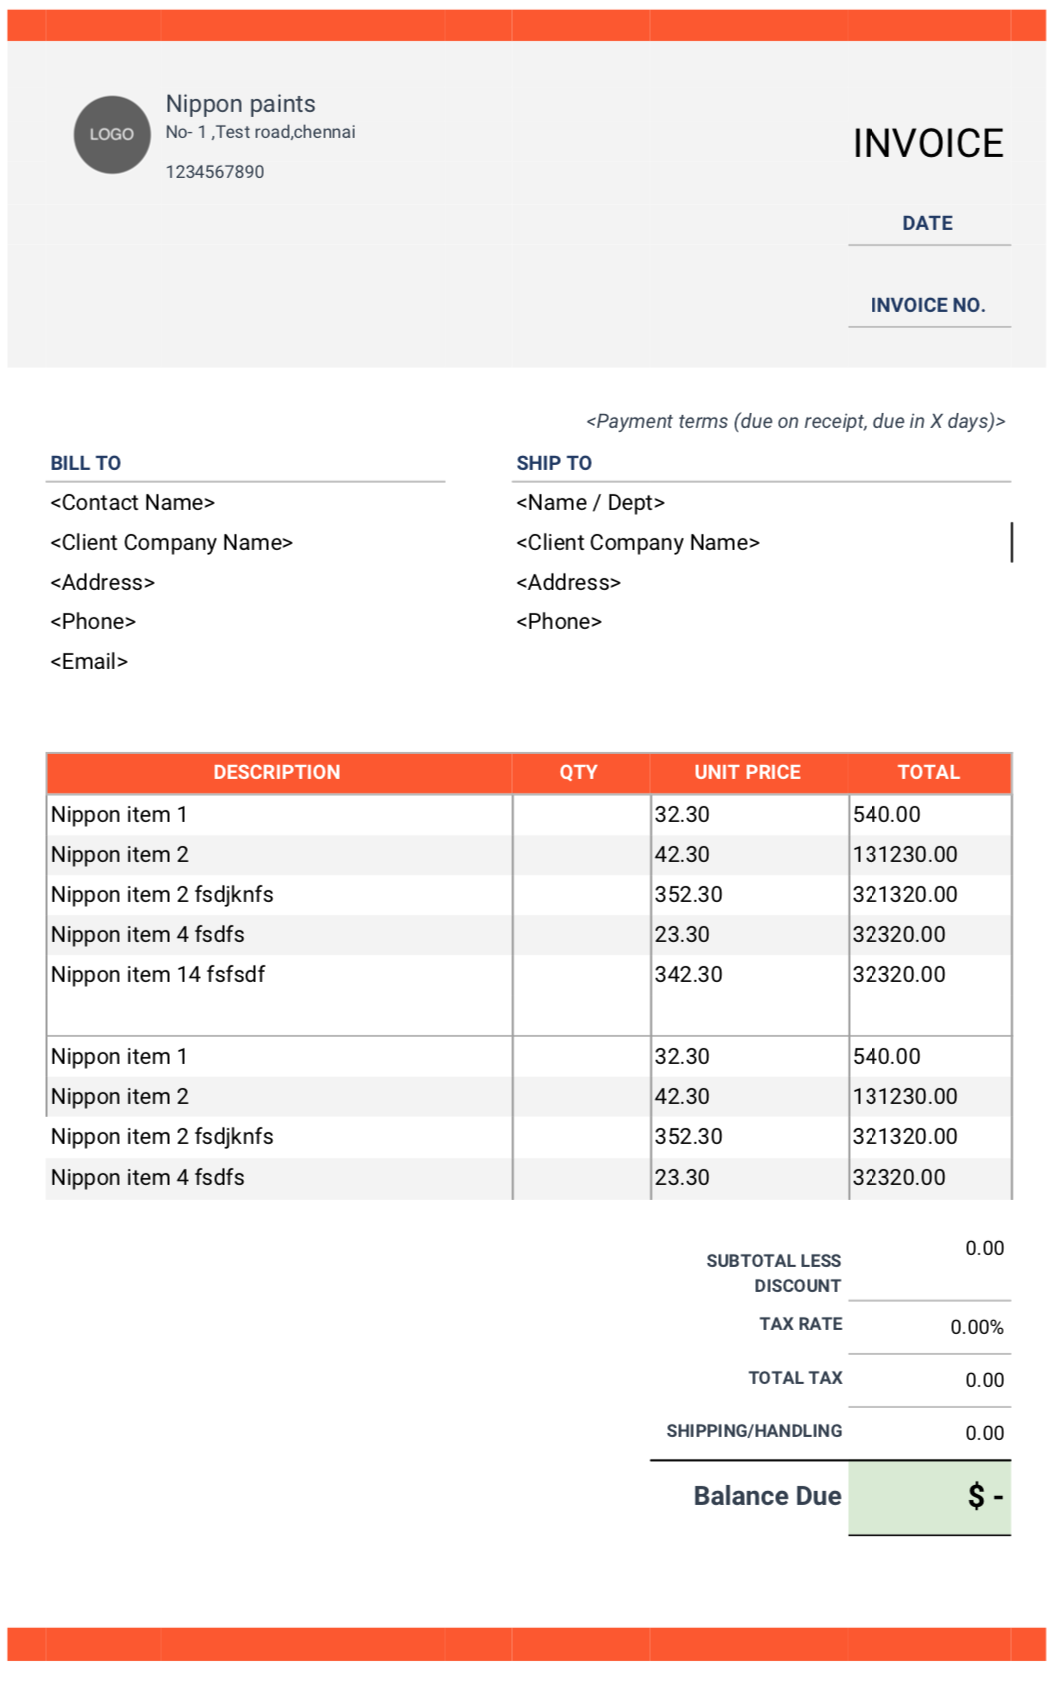 LOGO
Nippon paints
No- 1 ,Test road,chennai
1234567890
INVOICE
DATE
INVOICE NO.
<Payment terms (due on receipt, due in X days)>
BILL TO
SHIP TO
<Contact Name>
<Name / Dept>
<Client Company Name>
<Client Company Name>
<Address>
<Address>
<Phone>
<Phone>
<Email>
DESCRIPTION QTY UNIT PRICE TOTAL
Nippon item 1 32.30 540.00
Nippon item 2 42.30 131230.00
Nippon item 2 fsdjknfs 352.30 321320.00
Nippon item 4 fsdfs 23.30 32320.00
Nippon item 14 fsfsdf 342.30 32320.00
Nippon item 1 32.30 540.00
Nippon item 2 42.30 131230.00
Nippon item 2 fsdjknfs 352.30 321320.00
Nippon item 4 fsdfs 23.30 32320.00
SUBTOTAL LESS
DISCOUNT 0.00
TAX RATE 0.00%
TOTAL TAX 0.00
SHIPPING/HANDLING 0.00
Balance Due $ -